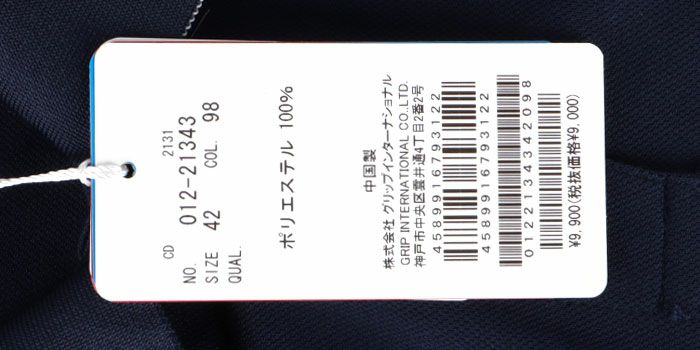 CD 2131
NO. 012-21343
SIZE 42 COL. 98
QUAL.
ポリエステル 100%
中国製
株式会社 グリップインターナショナル
GRIP INTERNATIONAL CO.,LTD.
神戸市中央区雲井通4丁目2番2号
4589916793122
4589916793122
0122134342098
¥9,900(税抜価格¥9,000)